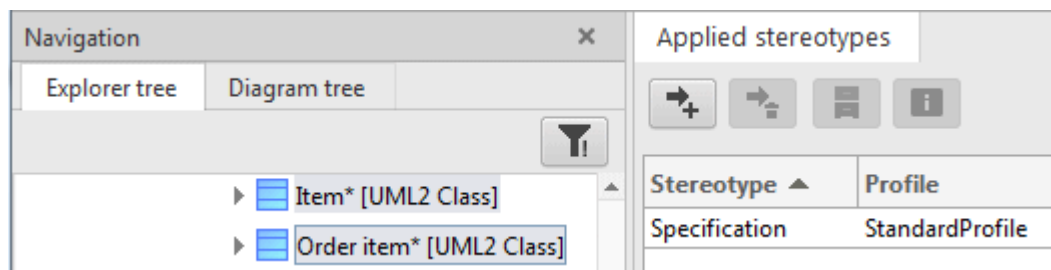 Navigation
Explorer tree
Diagram tree
Item* [UML2 Class]
Order item* [UML2 Class]
Applied stereotypes
Stereotype Profile
Specification StandardProfile